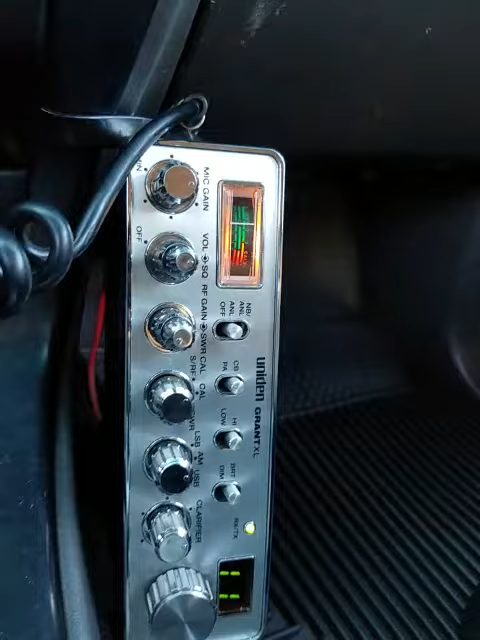 MIC GAIN
OFF
VOL SQ
RF GAIN SWR CAL
S/RF CAL SWR
LSB AM USB
CLARIFIER
NB/
ANL
ANL
OFF
CB
PA
HI
LOW
BRT
DIM
RX/TX
uniden GRANT XL
11